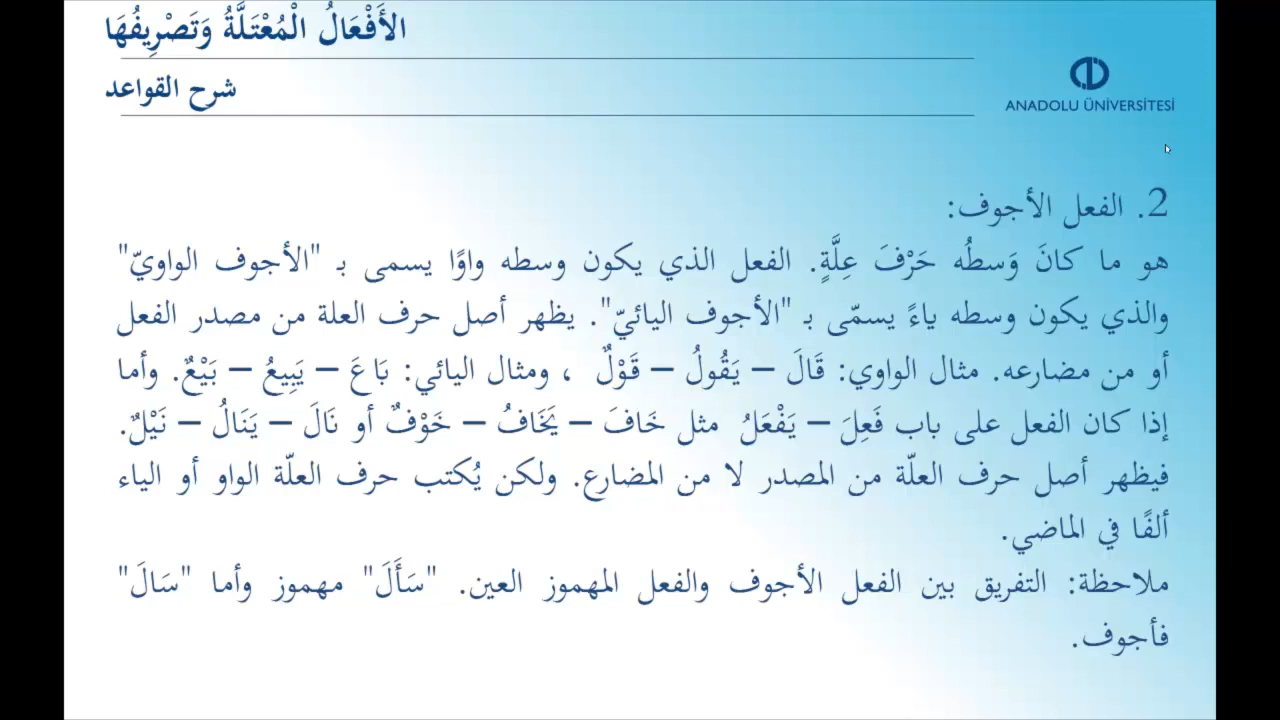 الأَفْعَالُ الْمُعْتَلَّةُ وَتَصْرِيفُهَا
شرح القواعد
ANADOLU ÜNİVERSİTESİ
2. الفعل الأجوف:
هو ما كانَ وَسطُه حَرْفَ عِلَّةٍ. الفعل الذي يكون وسطه واوًا يسمى بـ "الأجوف الواويّ"
والذي يكون وسطه ياءً يسمّى بـ "الأجوف اليائيّ". يظهر أصل حرف العلة من مصدر الفعل
أو من مضارعه. مثال الواوي: قَالَ – يَقُولُ – قَوْلٌ ، ومثال اليائي: بَاعَ – يَبِيعُ – بَيْعٌ. وأما
إذا كان الفعل على باب فَعِلَ – يَفْعَلُ مثل خَافَ – يَخَافُ – خَوْفٌ أو نَالَ – يَنَالُ – نَيْلٌ.
فيظهر أصل حرف العلّة من المصدر لا من المضارع. ولكن يُكتب حرف العلّة الواو أو الياء
ألفًا في الماضي.
ملاحظة: التفريق بين الفعل الأجوف والفعل المهموز العين. "سَأَلَ" مهموز وأما "سَالَ"
فأجوف.